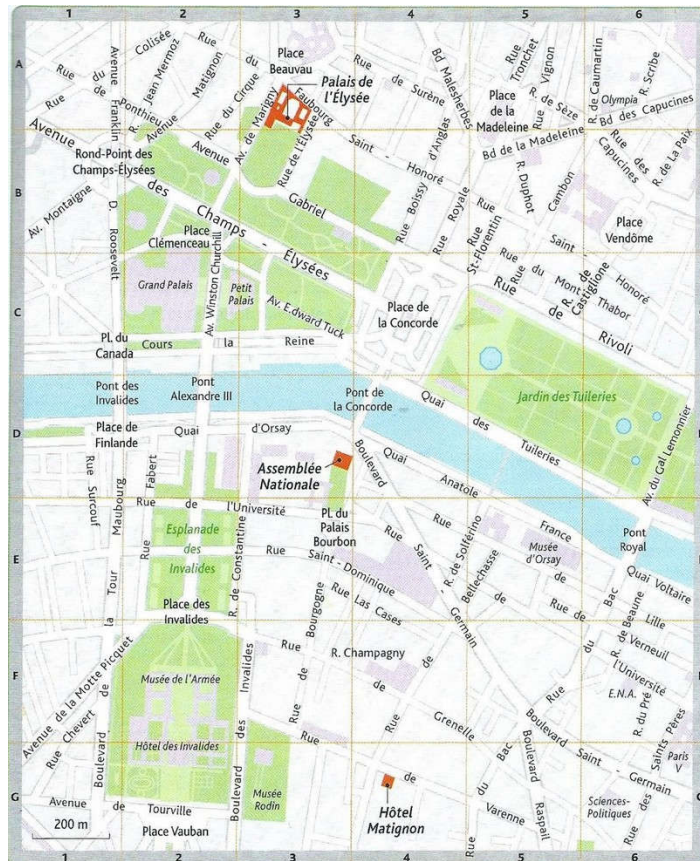 1 2 3 4 5 6
A
B
C
D
E
F
G
Avenue Franklin
D. Roosevelt
Rue du Colisée
R. Jean Mermoz
Rue de Ponthieu
Avenue Matignon
Rue du Cirque
Place
Beauvau
Palais de
l'Élysée
Rue du Faubourg Saint - Honoré
Av. de Marigny
Rue de l'Élysée
Rue de Surène
Bd Malesherbes
Rue d'Anglas
Rue Boissy
Rue Royale
Place
de la
Madeleine
Rue Tronchet
Rue Vignon
R. de Sèze
R. de Caumartin
Olympia
R. Scribe
Bd des Capucines
Rue des
Capucines
R. de La Paix
Bd de la Madeleine
R. Duphot
Cambon
Place
Vendôme
Rond-Point des
Champs-Élysées
Av. Montaigne
Avenue Gabriel
Avenue des Champs - Élysées
Place
Clémenceau
Grand Palais
Petit
Palais
Av. Winston Churchill
Av. Edward Tuck
Place de
la Concorde
Rue St-Florentin
Rue Saint - Honoré
Rue du Mont Thabor
R. de Castiglione
Rue de Rivoli
Pl. du
Canada
Cours la Reine
Pont des
Invalides
Pont
Alexandre III
Pont de
la Concorde
Quai des Tuileries
Jardin des Tuileries
Av. du Gal Lemonnier
Place de
Finlande
Quai d'Orsay
Assemblée
Nationale
Boulevard Saint - Germain
Quai Anatole France
Rue Surcouf
Boulevard de la Tour Maubourg
Rue Fabert
Rue de l'Université
Pl. du
Palais
Bourbon
Esplanade
des
Invalides
R. de Constantine
Rue Saint-Dominique
R. de Solférino
Rue de Bellechasse
Musée
d'Orsay
Pont
Royal
Quai Voltaire
Rue de Lille
R. de Beaune
Verneuil
l'Université
Place des
Invalides
Rue de Bourgogne
Rue Las Cases
R. Champagny
Rue de Grenelle
Musée de l'Armée
Hôtel des Invalides
Boulevard des Invalides
Avenue de la Motte Picquet
Rue Chevert
Musée
Rodin
Hôtel
Matignon
Rue de Varenne
Rue du Bac
Boulevard Raspail
Boulevard Saint - Germain
E.N.A.
R. du Pré
Rue des Saints Pères
Paris
V
Sciences-
Politiques
Avenue de Tourville
Place Vauban
200 m
1 2 3 4 5 6